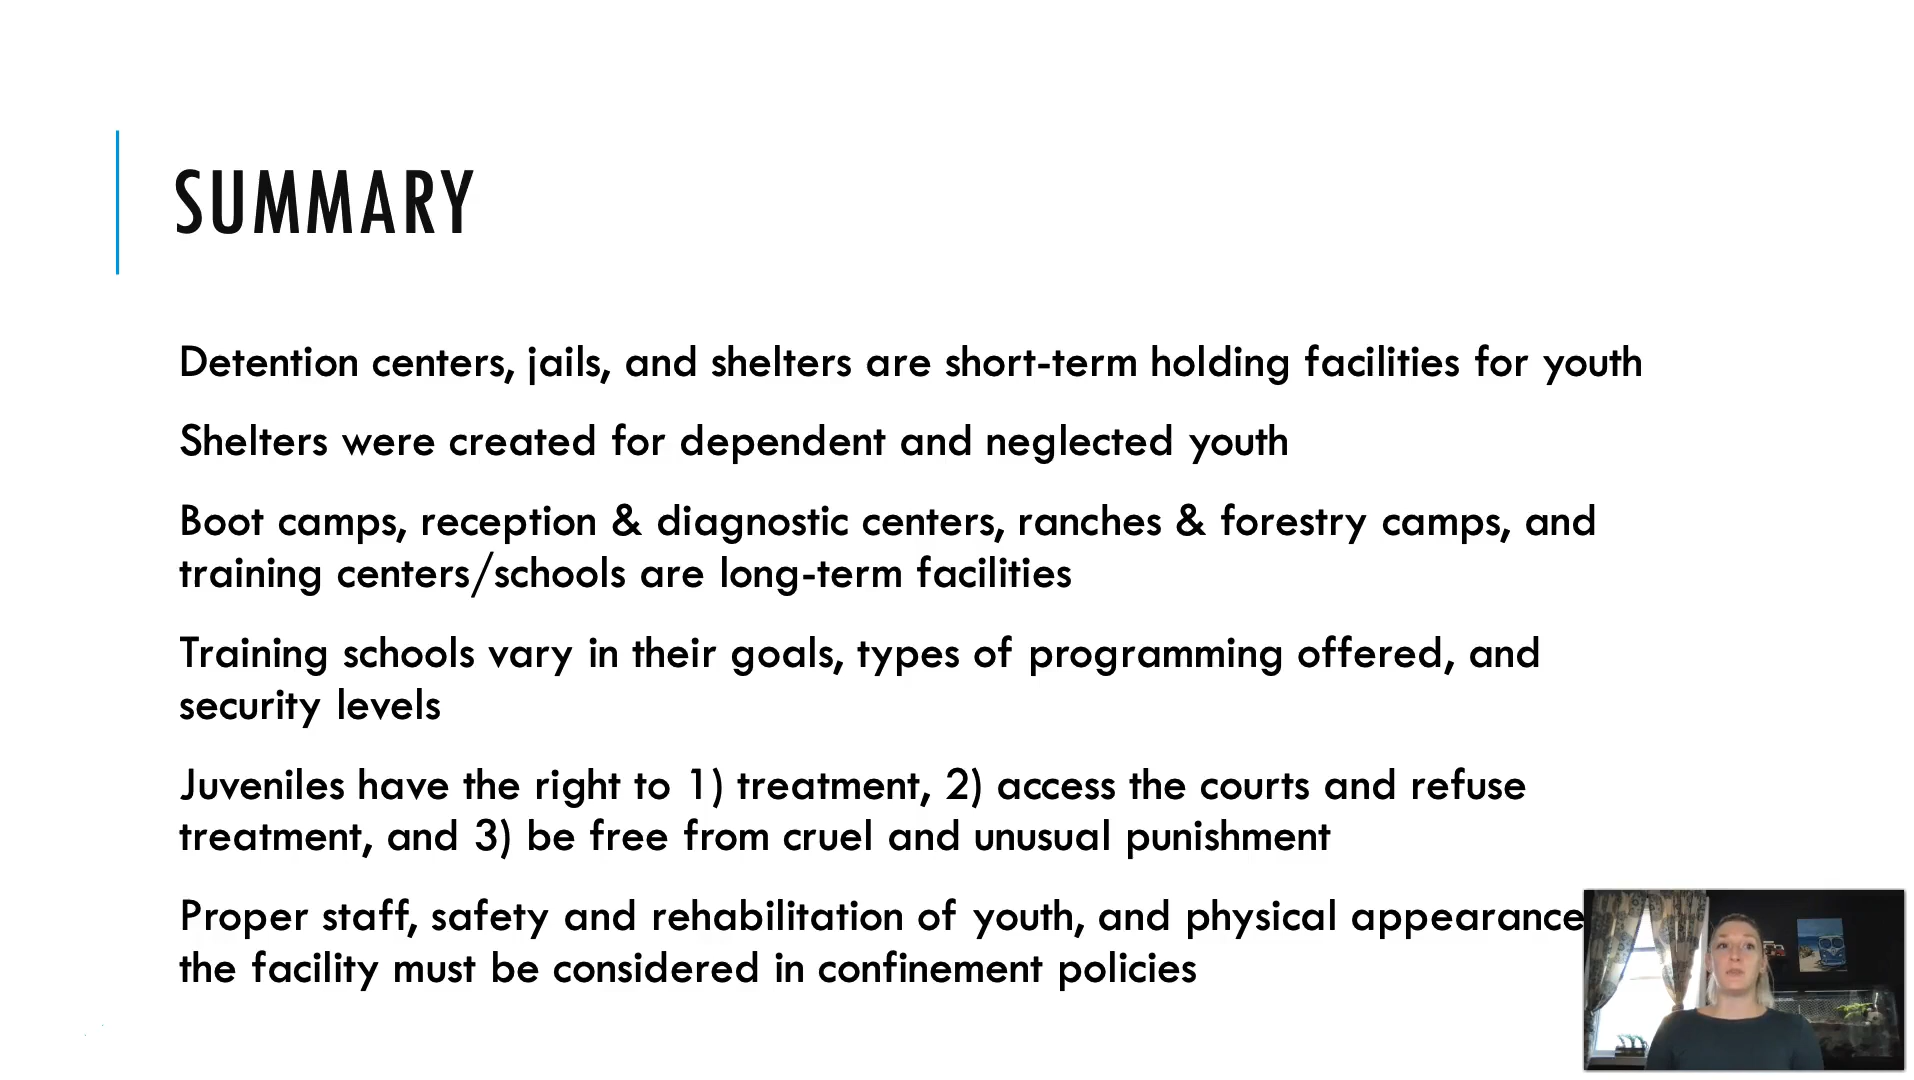 SUMMARY
Detention centers, jails, and shelters are short-term holding facilities for youth
Shelters were created for dependent and neglected youth
Boot camps, reception & diagnostic centers, ranches & forestry camps, and
training centers/schools are long-term facilities
Training schools vary in their goals, types of programming offered, and
security levels
Juveniles have the right to 1) treatment, 2) access the courts and refuse
treatment, and 3) be free from cruel and unusual punishment
Proper staff, safety and rehabilitation of youth, and physical appearance
the facility must be considered in confinement policies